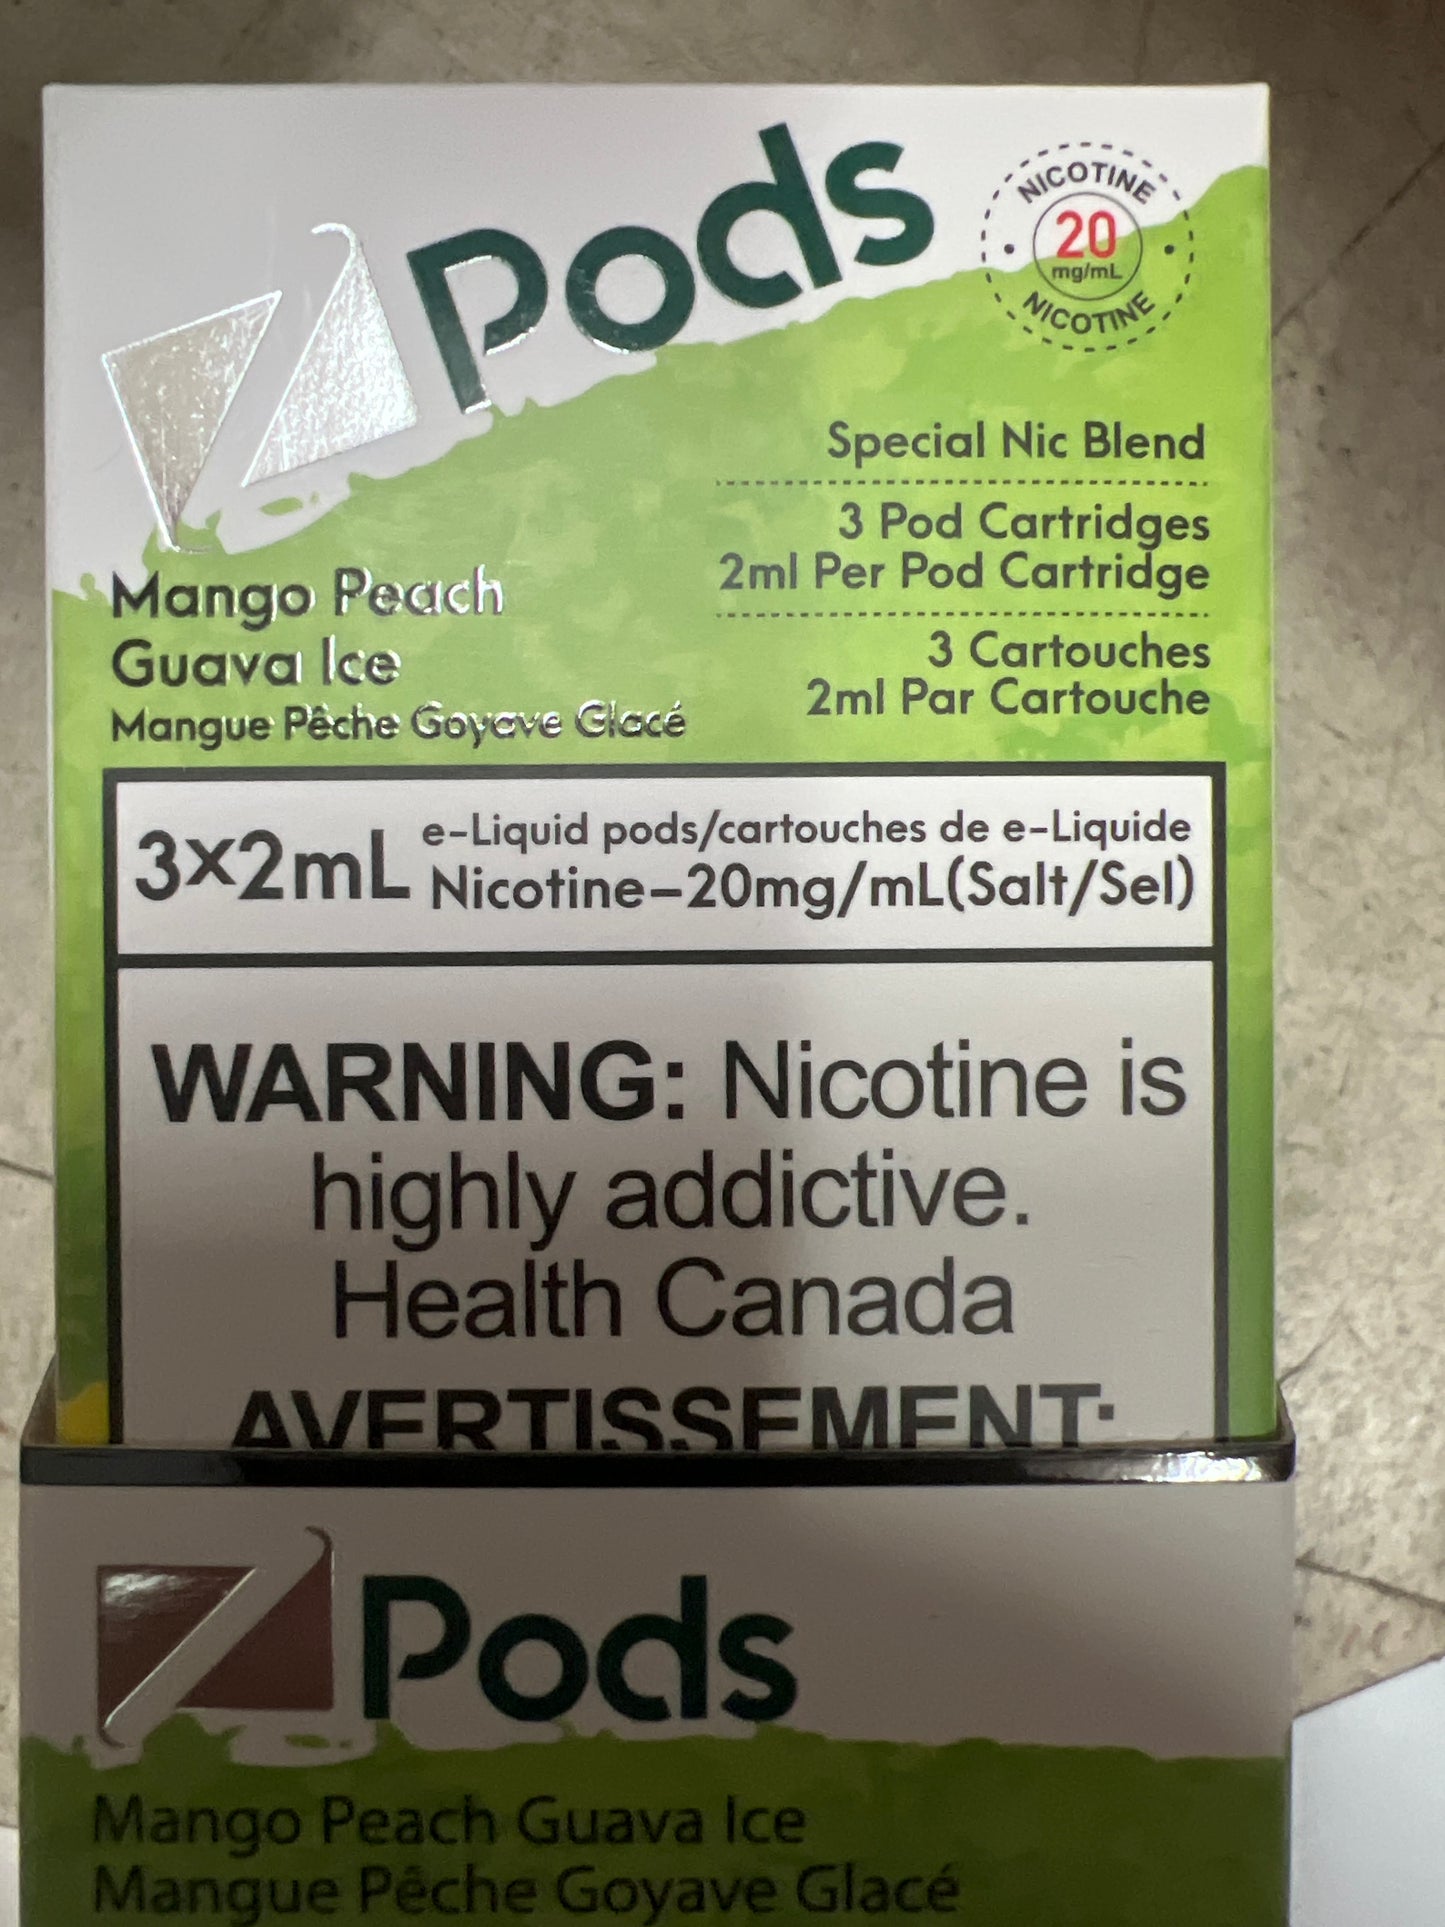 Z Pods
NICOTINE
20
mg/mL
NICOTINE
Special Nic Blend
3 Pod Cartridges
2ml Per Pod Cartridge
3 Cartouches
2ml Par Cartouche
Mango Peach
Guava Ice
Mangue Pêche Goyave Glacé
3x2mL
e-Liquid pods/cartouches de e-Liquide
Nicotine-20mg/mL(Salt/Sel)
WARNING: Nicotine is
highly addictive.
Health Canada
AVERTISSEMENT:
Z Pods
Mango Peach Guava Ice
Mangue Pêche Goyave Glacé